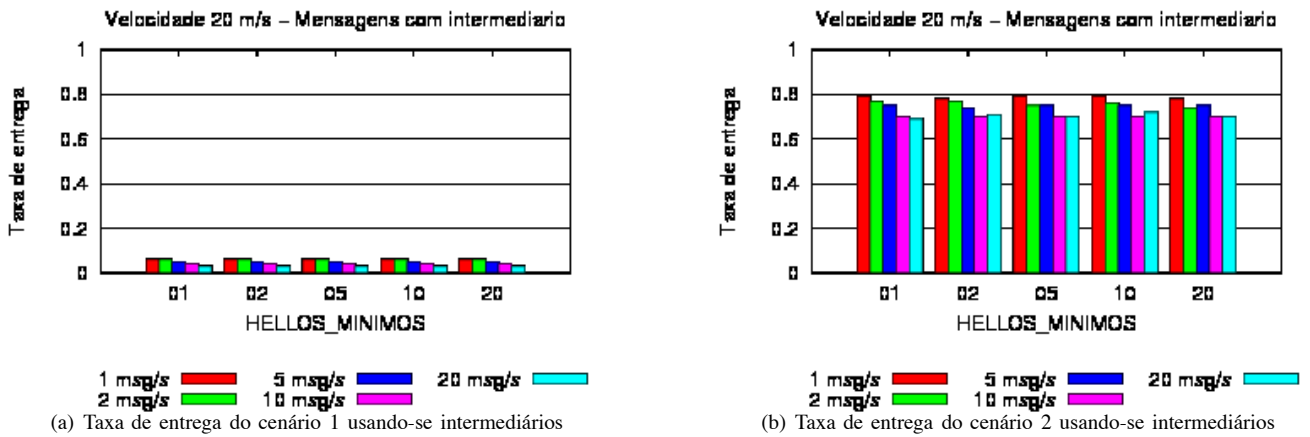 Velocidade 20 m/s – Mensagens com intermediario
1
0.8
0.6
0.4
0.2
0
Taxa de entrega
01 02 05 10 20
HELLOS_MINIMOS
1 msg/s 5 msg/s 20 msg/s
2 msg/s 10 msg/s
(a) Taxa de entrega do cenário 1 usando-se intermediários
Velocidade 20 m/s – Mensagens com intermediario
1
0.8
0.6
0.4
0.2
0
Taxa de entrega
01 02 05 10 20
HELLOS_MINIMOS
1 msg/s 5 msg/s 20 msg/s
2 msg/s 10 msg/s
(b) Taxa de entrega do cenário 2 usando-se intermediários